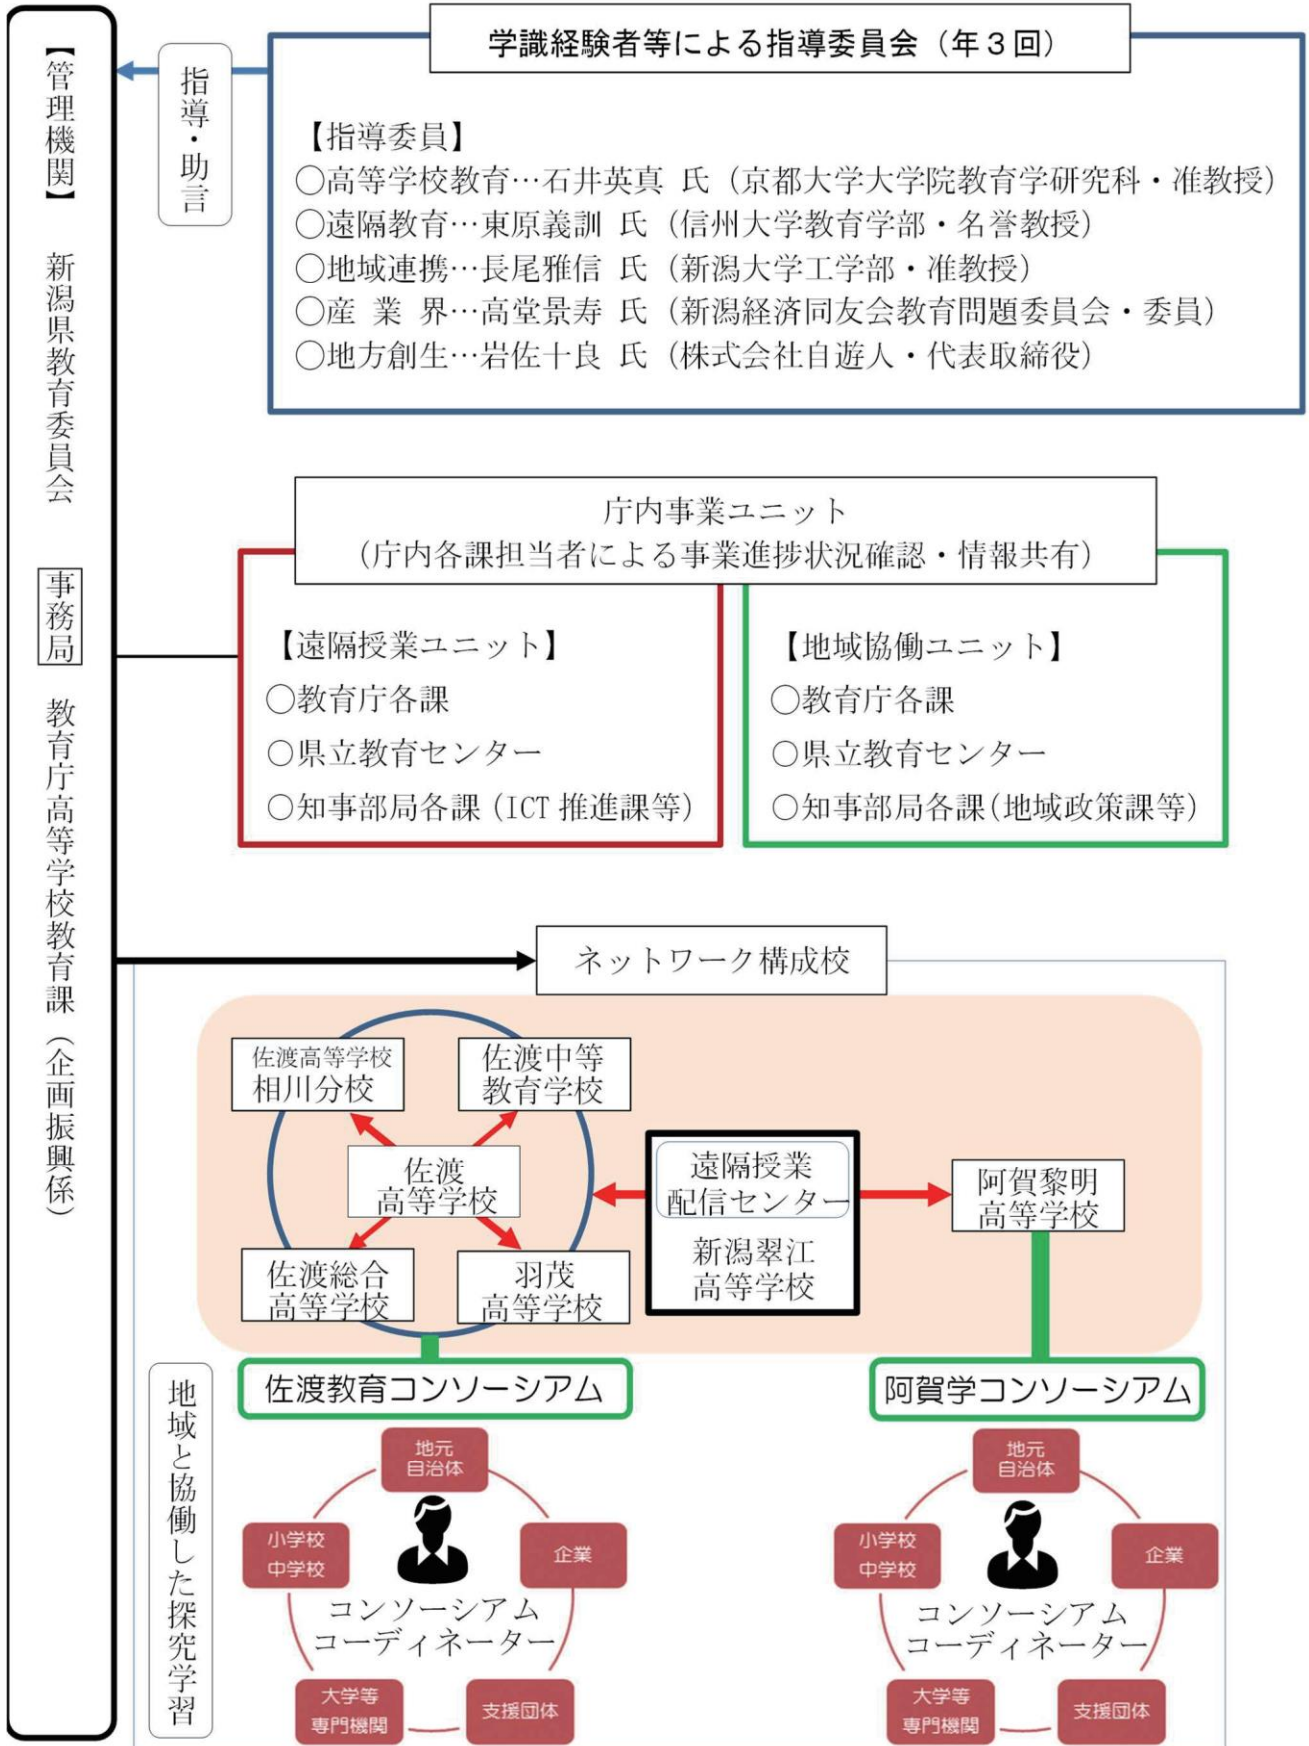 【管理機関】 新潟県教育委員会 事務局 教育庁高等学校教育課（企画振興係）
指導・助言
学識経験者等による指導委員会（年３回）
【指導委員】
○高等学校教育…石井英真 氏（京都大学大学院教育学研究科・准教授）
○遠隔教育…東原義訓 氏（信州大学教育学部・名誉教授）
○地域連携…長尾雅信 氏（新潟大学工学部・准教授）
○産 業 界…高堂景寿 氏（新潟経済同友会教育問題委員会・委員）
○地方創生…岩佐十良 氏（株式会社自遊人・代表取締役）
庁内事業ユニット
（庁内各課担当者による事業進捗状況確認・情報共有）
【遠隔授業ユニット】
○教育庁各課
○県立教育センター
○知事部局各課（ICT 推進課等）
【地域協働ユニット】
○教育庁各課
○県立教育センター
○知事部局各課（地域政策課等）
ネットワーク構成校
佐渡高等学校
相川分校
佐渡中等
教育学校
佐渡
高等学校
佐渡総合
高等学校
羽茂
高等学校
遠隔授業
配信センター
新潟翠江
高等学校
阿賀黎明
高等学校
地域と協働した探究学習
佐渡教育コンソーシアム
地元
自治体
小学校
中学校
企業
コンソーシアム
コーディネーター
大学等
専門機関
支援団体
阿賀学コンソーシアム
地元
自治体
小学校
中学校
企業
コンソーシアム
コーディネーター
大学等
専門機関
支援団体